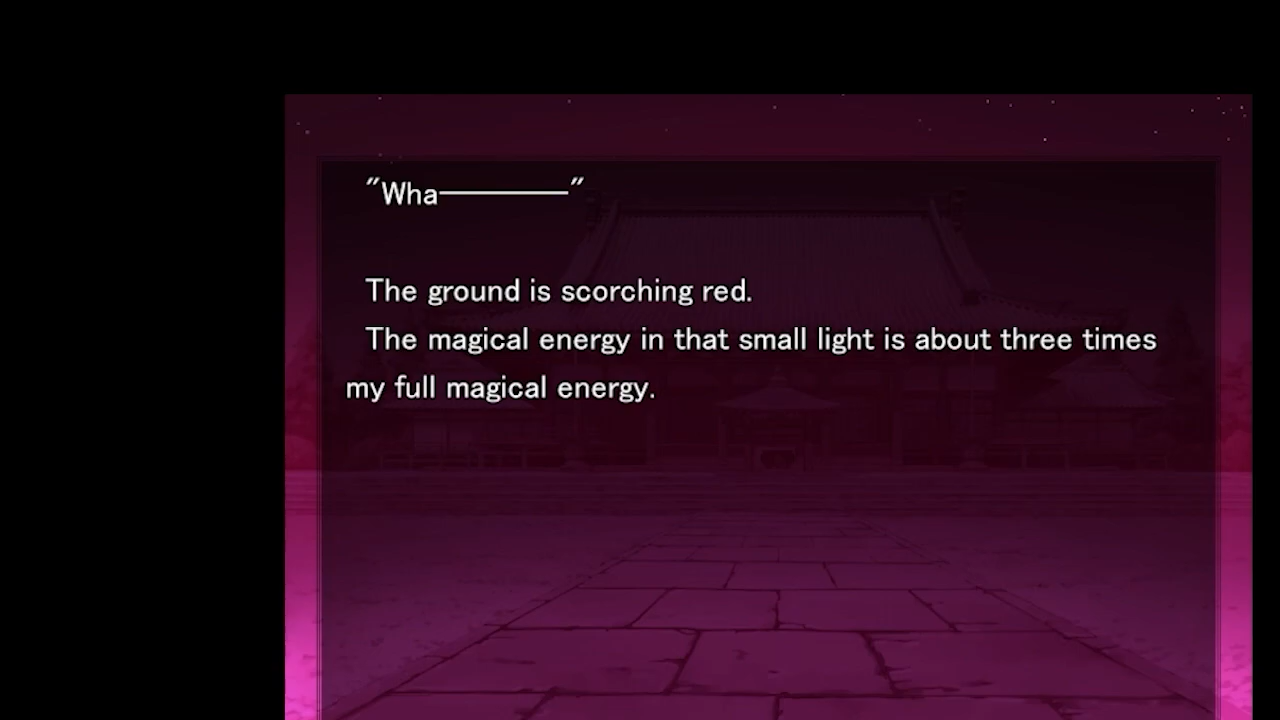 "Wha————"
The ground is scorching red.
The magical energy in that small light is about three times
my full magical energy.